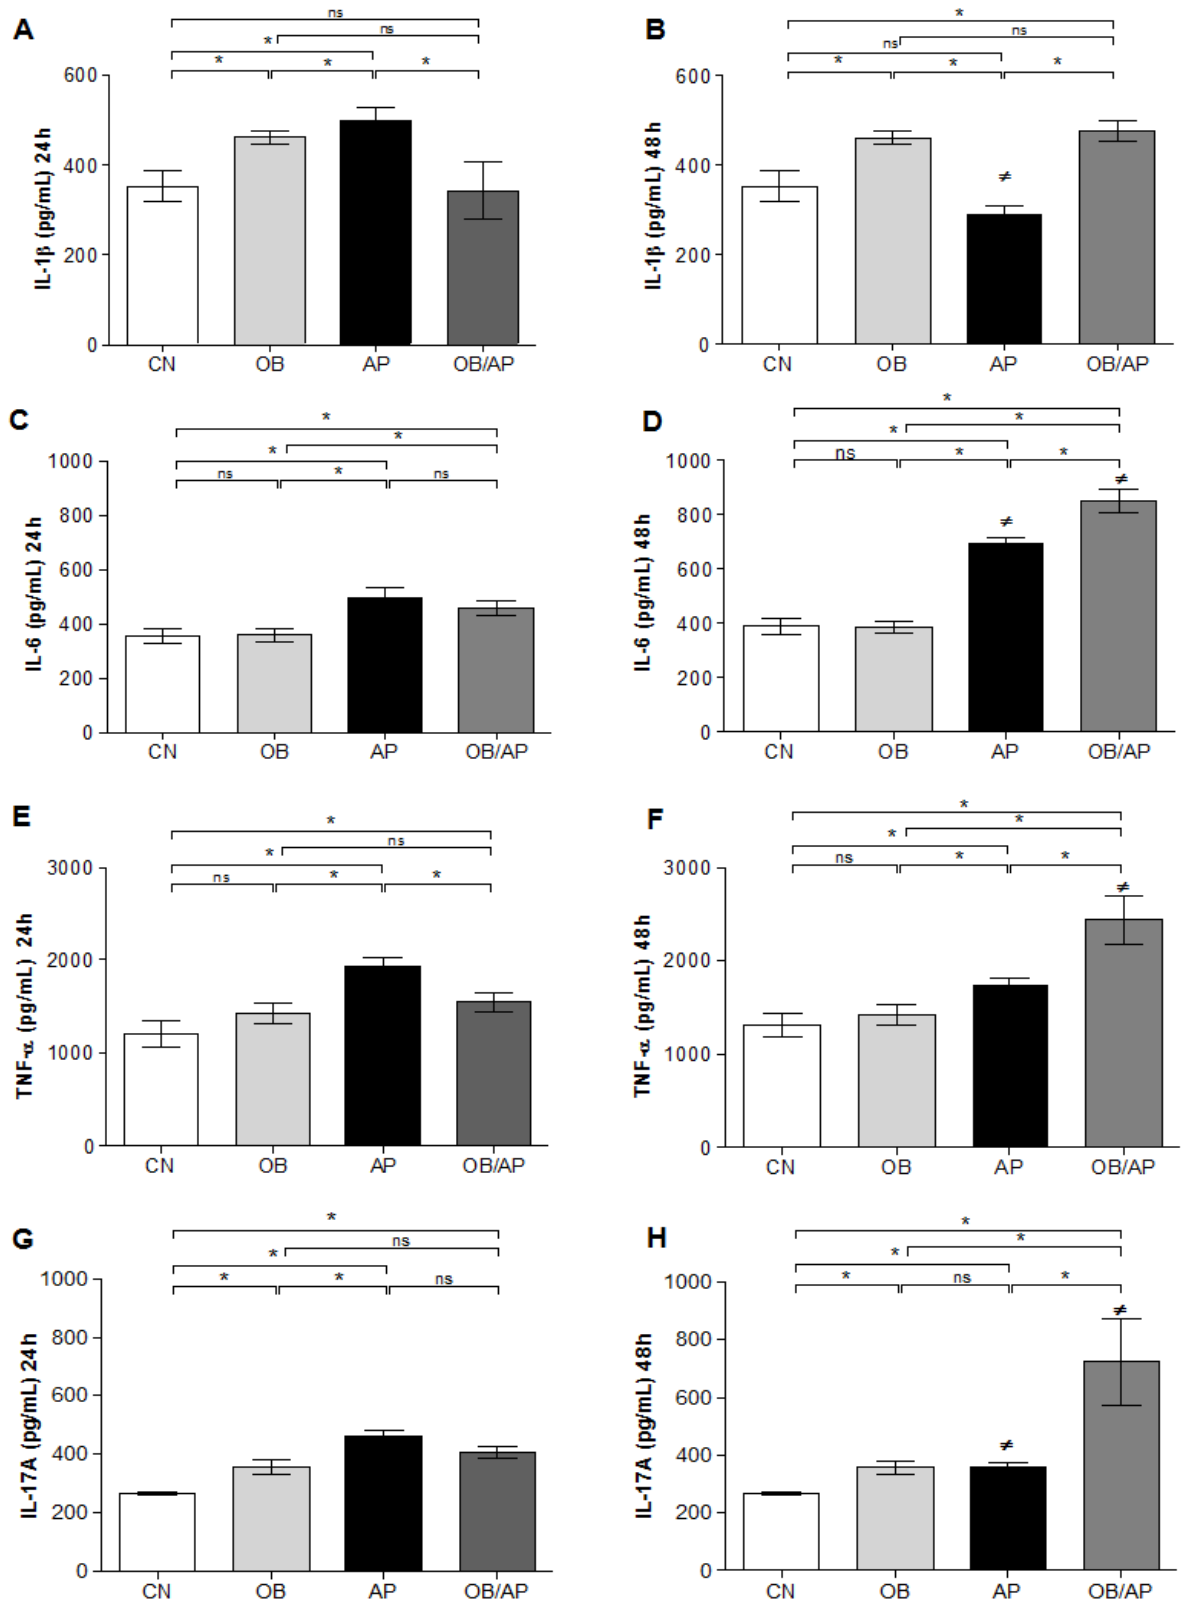 A
ns
ns
*
* * *
IL-1β (pg/mL) 24h
600
400
200
0
CN OB AP OB/AP
B
*
ns
ns
* * *
IL-1β (pg/mL) 48h
600
400
200
0
≠
CN OB AP OB/AP
C
*
*
*
ns * ns
IL-6 (pg/mL) 24h
1000
800
600
400
200
0
CN OB AP OB/AP
D
*
*
*
ns * *
IL-6 (pg/mL) 48h
1000
800
600
400
200
0
≠
≠
CN OB AP OB/AP
E
*
ns
*
ns * *
TNF-α (pg/mL) 24h
3000
2000
1000
0
CN OB AP OB/AP
F
*
*
*
ns * *
TNF-α (pg/mL) 48h
3000
2000
1000
0
≠
CN OB AP OB/AP
G
*
ns
*
* * ns
IL-17A (pg/mL) 24h
1000
800
600
400
200
0
CN OB AP OB/AP
H
*
*
*
* ns *
IL-17A (pg/mL) 48h
1000
800
600
400
200
0
≠
≠
CN OB AP OB/AP